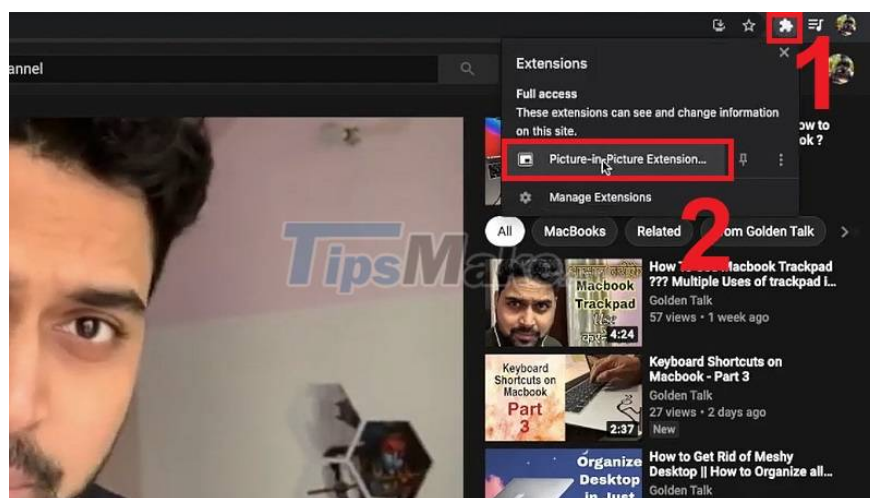 1
annel
Extensions
Full access
These extensions can see and change information
on this site.
Picture-in-Picture Extension...
Manage Extensions
2
ow to
ok ?
All
MacBooks
Related
om Golden Talk
TipsMake
Macbook Trackpad
??? Multiple Uses of trackpad i...
Golden Talk
57 views • 1 week ago
Macbook
Trackpad
4:24
Keyboard
Shortcuts on
Macbook
Part
3
2:37
Keyboard Shortcuts on
Macbook - Part 3
Golden Talk
27 views • 2 days ago
New
Organize
Desktop
in Just
How to Get Rid of Meshy
Desktop || How to Organize all...
Golden Talk